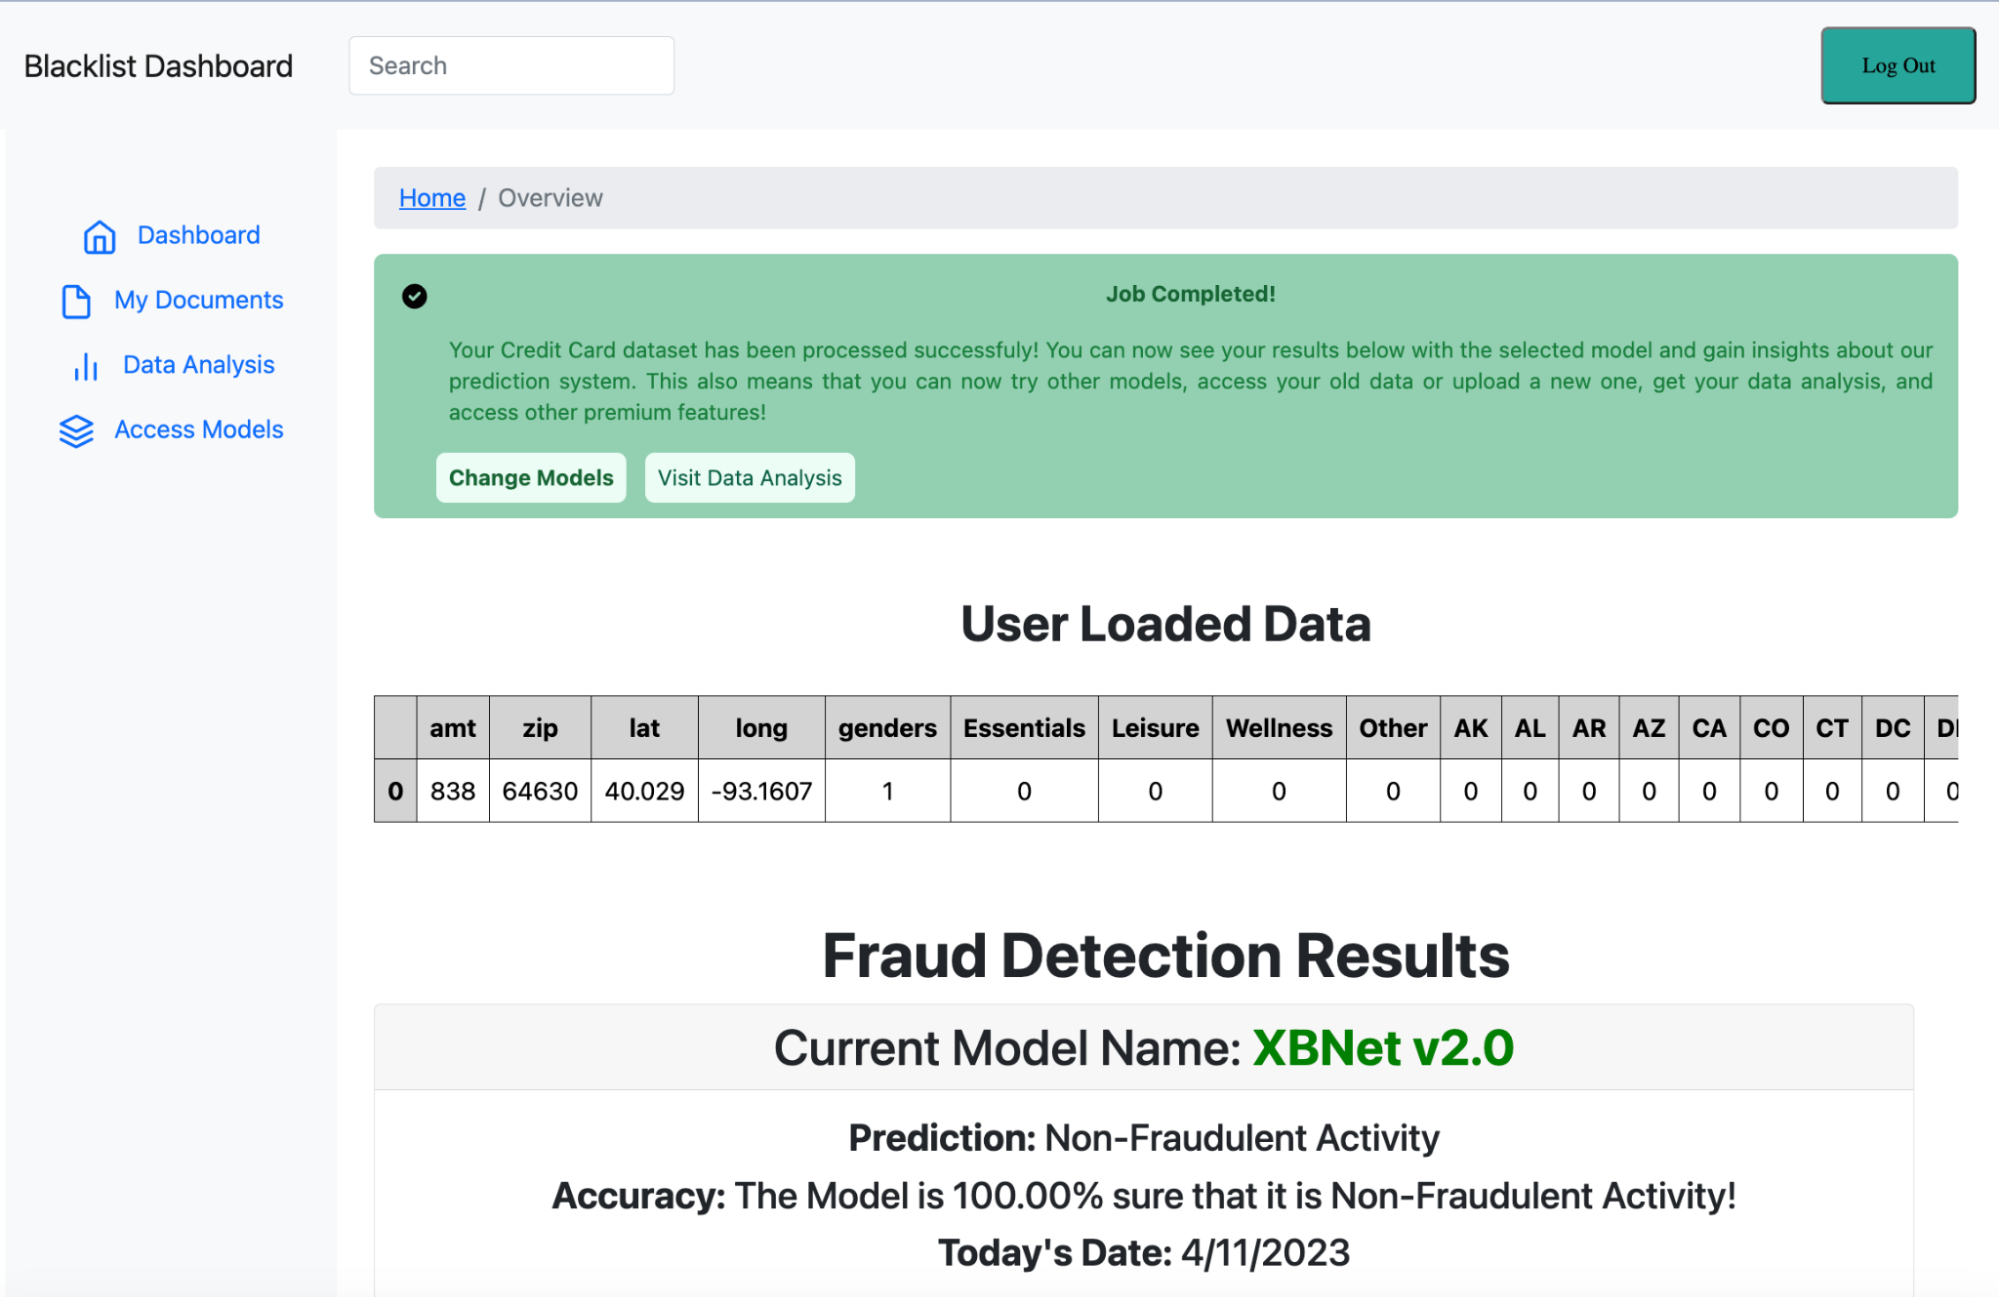 Blacklist Dashboard
Search
Log Out
Dashboard
My Documents
Data Analysis
Access Models
Home / Overview
Job Completed!
Your Credit Card dataset has been processed successfuly! You can now see your results below with the selected model and gain insights about our
prediction system. This also means that you can now try other models, access your old data or upload a new one, get your data analysis, and
access other premium features!
Change Models Visit Data Analysis
User Loaded Data
amt zip lat long genders Essentials Leisure Wellness Other AK AL AR AZ CA CO CT DC
0 838 64630 40.029 -93.1607 1 0 0 0 0 0 0 0 0 0 0 0 0 0
Fraud Detection Results
Current Model Name: XBNet v2.0
Prediction: Non-Fraudulent Activity
Accuracy: The Model is 100.00% sure that it is Non-Fraudulent Activity!
Today's Date: 4/11/2023